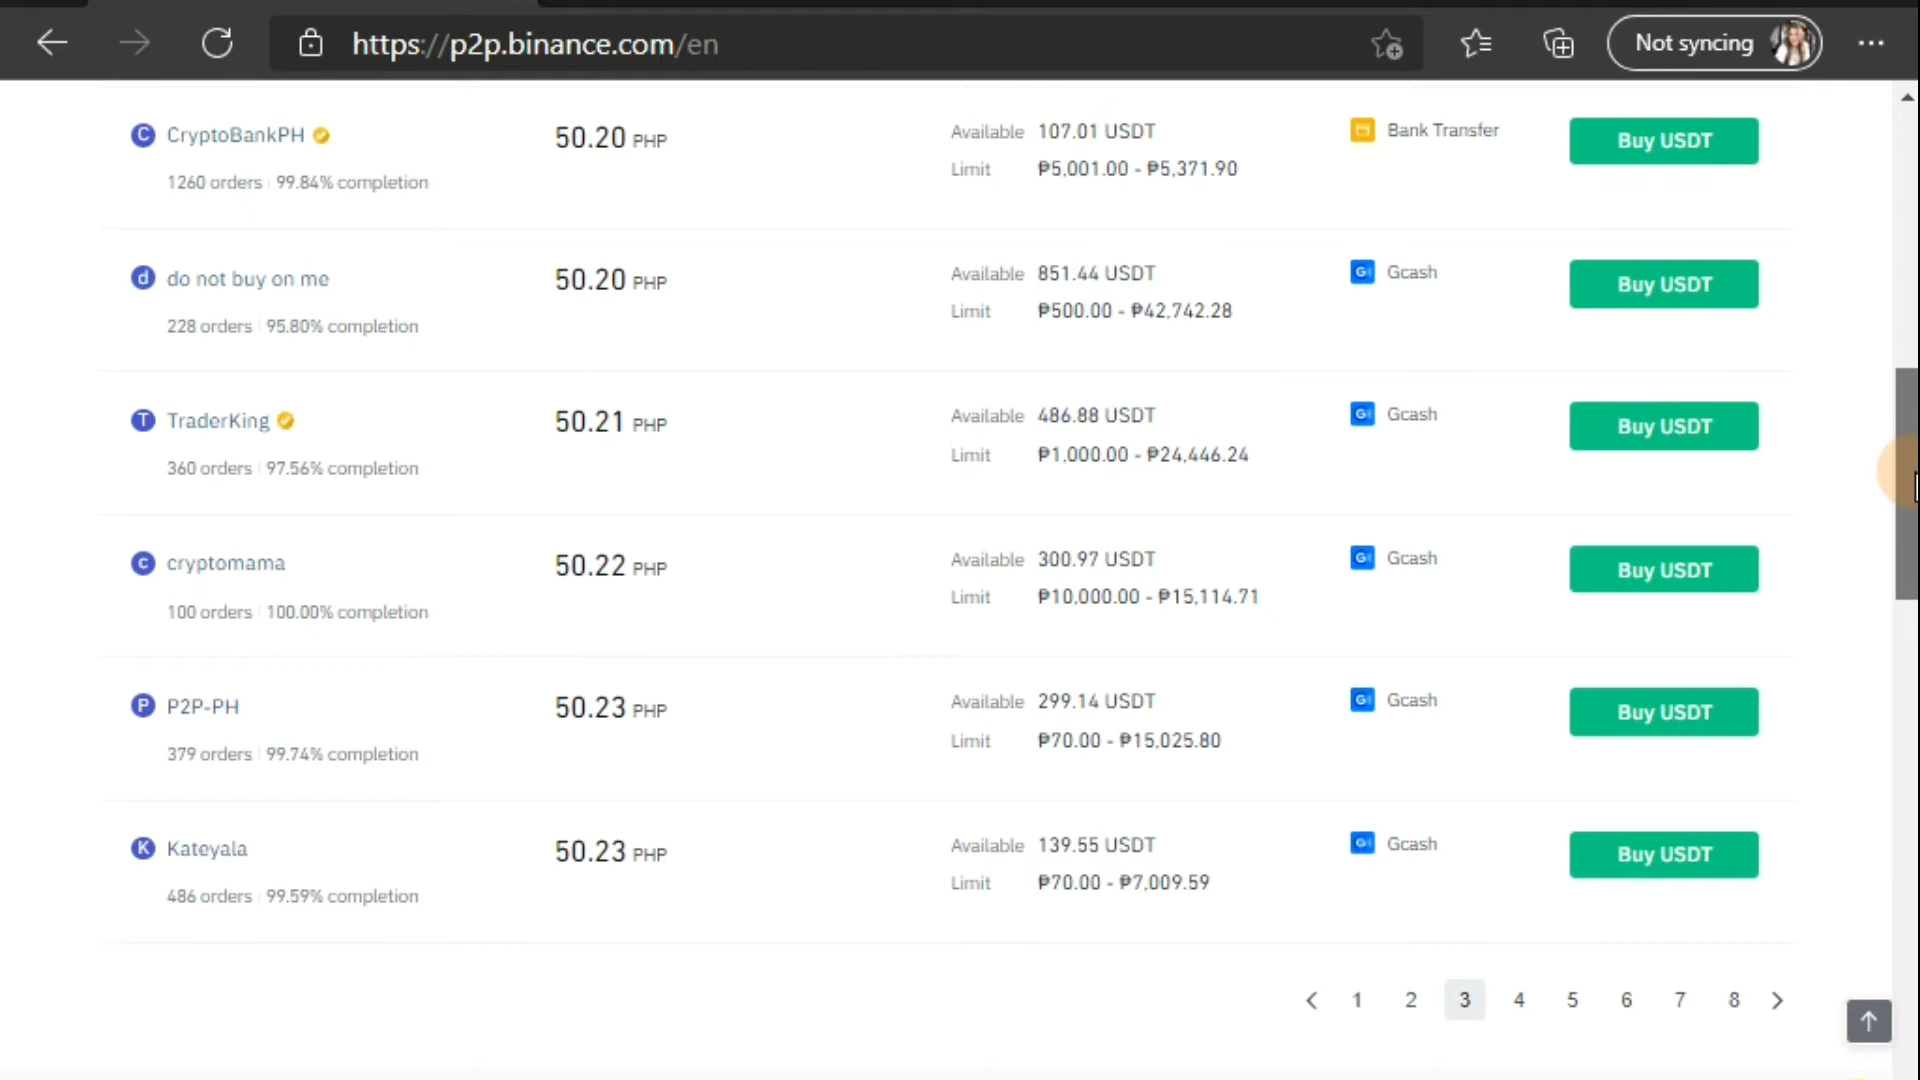 https://p2p.binance.com/en
Not syncing
C CryptoBankPH
50.20 PHP
Available 107.01 USDT
Bank Transfer
Buy USDT
1260 orders 99.84% completion
Limit ₱5,001.00 - ₱5,371.90
d do not buy on me
50.20 PHP
Available 851.44 USDT
G Gcash
Buy USDT
228 orders 95.80% completion
Limit ₱500.00 - ₱42,742.28
T TraderKing
50.21 PHP
Available 486.88 USDT
G Gcash
Buy USDT
360 orders 97.56% completion
Limit ₱1,000.00 - ₱24,446.24
c cryptomama
50.22 PHP
Available 300.97 USDT
G Gcash
Buy USDT
100 orders 100.00% completion
Limit ₱10,000.00 - ₱15,114.71
P P2P-PH
50.23 PHP
Available 299.14 USDT
G Gcash
Buy USDT
379 orders 99.74% completion
Limit ₱70.00 - ₱15,025.80
K Kateyala
50.23 PHP
Available 139.55 USDT
G Gcash
Buy USDT
486 orders 99.59% completion
Limit ₱70.00 - ₱7,009.59
1 2 3 4 5 6 7 8